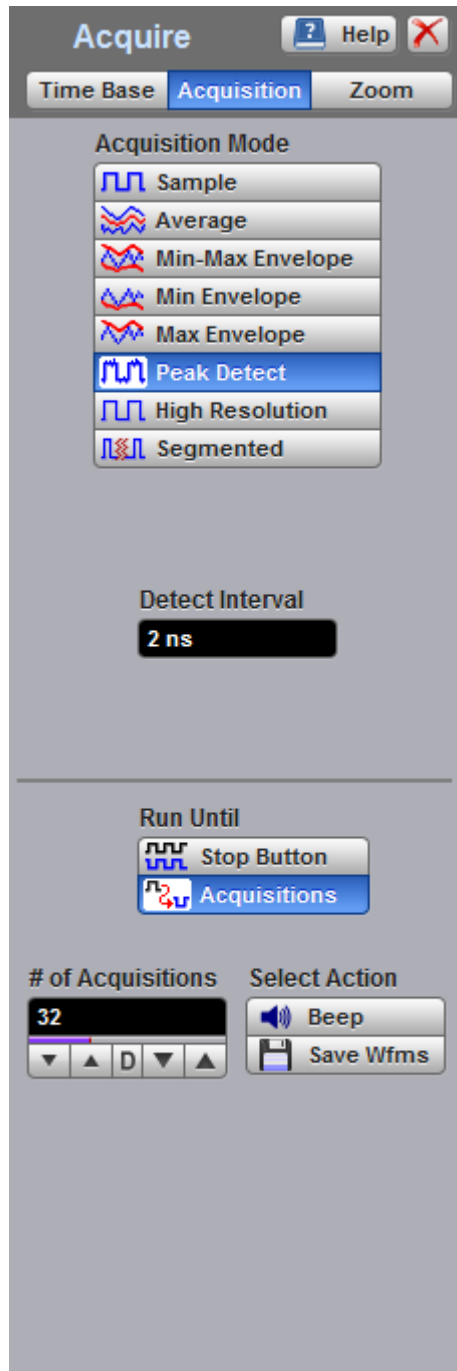 Acquire
Help
Time Base Acquisition Zoom
Acquisition Mode
Sample
Average
Min-Max Envelope
Min Envelope
Max Envelope
Peak Detect
High Resolution
Segmented
Detect Interval
2 ns
Run Until
Stop Button
Acquisitions
# of Acquisitions Select Action
32 Beep
D Save Wfms